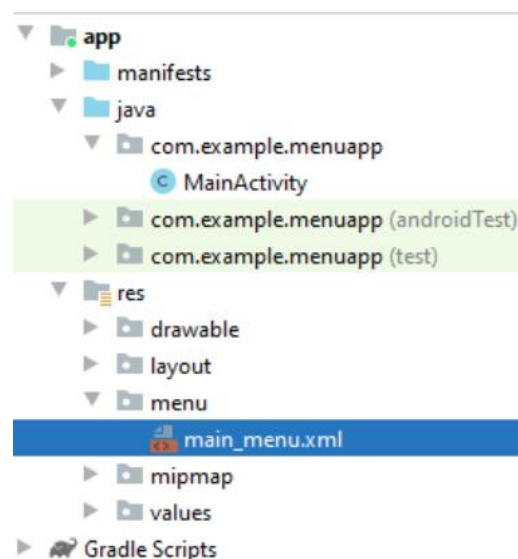 app
manifests
java
com.example.menuapp
C MainActivity
com.example.menuapp (androidTest)
com.example.menuapp (test)
res
drawable
layout
menu
main_menu.xml
mipmap
values
Gradle Scripts